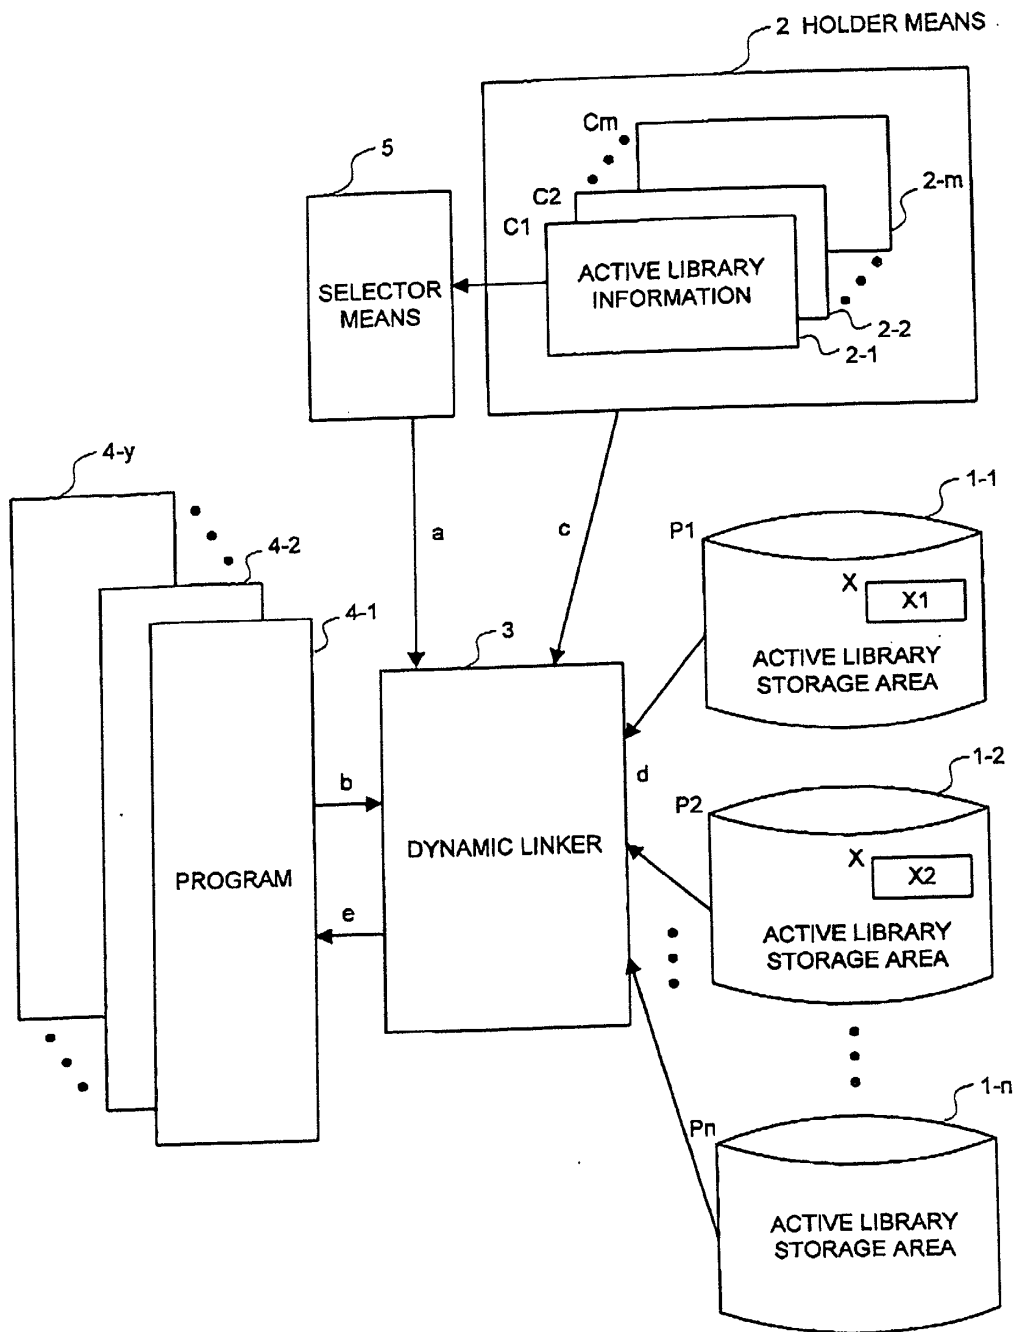 2 HOLDER MEANS
5
Cm
2-m
C2
C1
SELECTOR
MEANS
ACTIVE LIBRARY
INFORMATION
2-2
2-1
4-y
a
c
1-1
P1
4-2
X
X1
4-1
3
ACTIVE LIBRARY
STORAGE AREA
b
d
1-2
P2
PROGRAM
DYNAMIC LINKER
X
X2
e
ACTIVE LIBRARY
STORAGE AREA
1-n
Pn
ACTIVE LIBRARY
STORAGE AREA